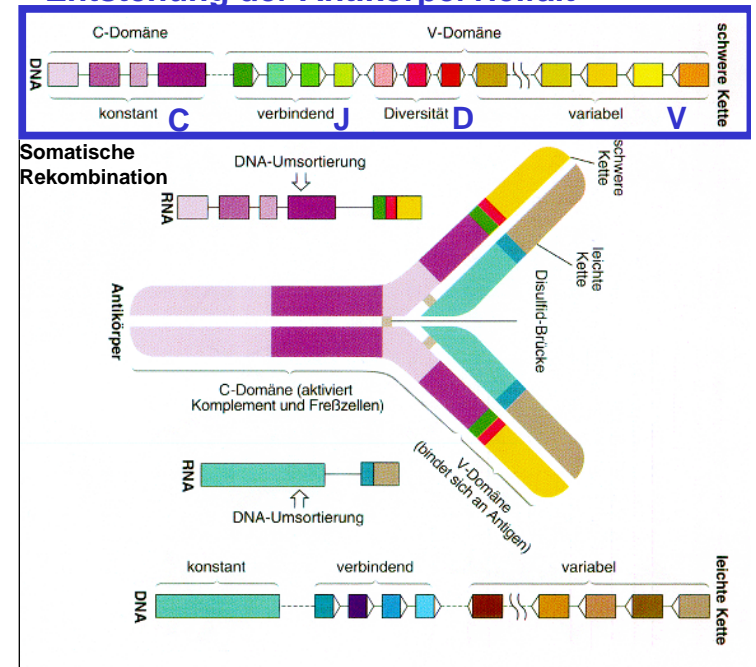 Entstehung der
C-Domäne
V-Domäne
DNA
schwere Kette
konstant
C
verbindend
J
Diversität
D
variabel
V
Somatische
Rekombination
DNA-Umsortierung
RNA
schwere
Kette
leichte
Kette
Disulfid-Brücke
Antikörper
C-Domäne (aktiviert
Komplement und Freßzellen)
V-Domäne
(bindet sich an Antigen)
RNA
DNA-Umsortierung
konstant
verbindend
variabel
DNA
leichte Kette